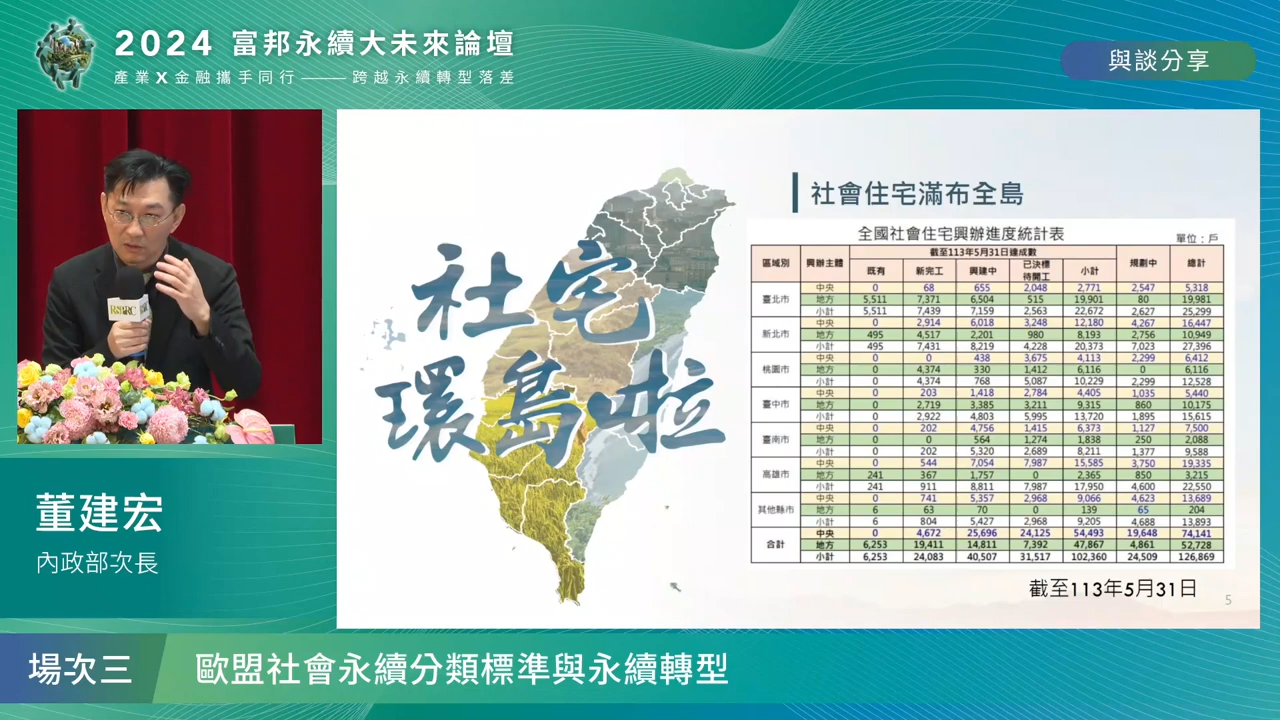 2024 富邦永續大未來論壇
產業X金融攜手同行——跨越永續轉型落差
與談分享
RSPRC
董建宏
內政部次長
社宅
環島啦
社會住宅滿布全島
全國社會住宅興辦進度統計表
單位：戶
區域別 興辦主體 截至113年5月31日達成數 規劃中 總計
既有 新完工 興建中 已決標待開工 小計
臺北市 中央 0 68 655 2,048 2,771 2,547 5,318
地方 5,511 7,371 6,504 515 19,901 80 19,981
小計 5,511 7,439 7,159 2,563 22,672 2,627 25,299
新北市 中央 0 2,914 6,018 3,248 12,180 4,267 16,447
地方 495 4,517 2,201 980 8,193 2,756 10,949
小計 495 7,431 8,219 4,228 20,373 7,023 27,396
桃園市 中央 0 0 438 3,675 4,113 2,299 6,412
地方 0 4,374 330 1,412 6,116 0 6,116
小計 0 4,374 768 5,087 10,229 2,299 12,528
臺中市 中央 0 203 1,418 2,784 4,405 1,035 5,440
地方 0 2,719 3,385 3,211 9,315 860 10,175
小計 0 2,922 4,803 5,995 13,720 1,895 15,615
臺南市 中央 0 202 4,756 1,415 6,373 1,127 7,500
地方 0 0 564 1,274 1,838 250 2,088
小計 0 202 5,320 2,689 8,211 1,377 9,588
高雄市 中央 0 544 7,054 7,987 15,585 3,750 19,335
地方 241 367 1,757 0 2,365 850 3,215
小計 241 911 8,811 7,987 17,950 4,600 22,550
其他縣市 中央 0 741 5,357 2,968 9,066 4,623 13,689
地方 6 63 70 0 139 65 204
小計 6 804 5,427 2,968 9,205 4,688 13,893
合計 中央 0 4,672 25,696 24,125 54,493 19,648 74,141
地方 6,253 19,411 14,811 7,392 47,867 4,861 52,728
小計 6,253 24,083 40,507 31,517 102,360 24,509 126,869
截至113年5月31日
5
場次三
歐盟社會永續分類標準與永續轉型